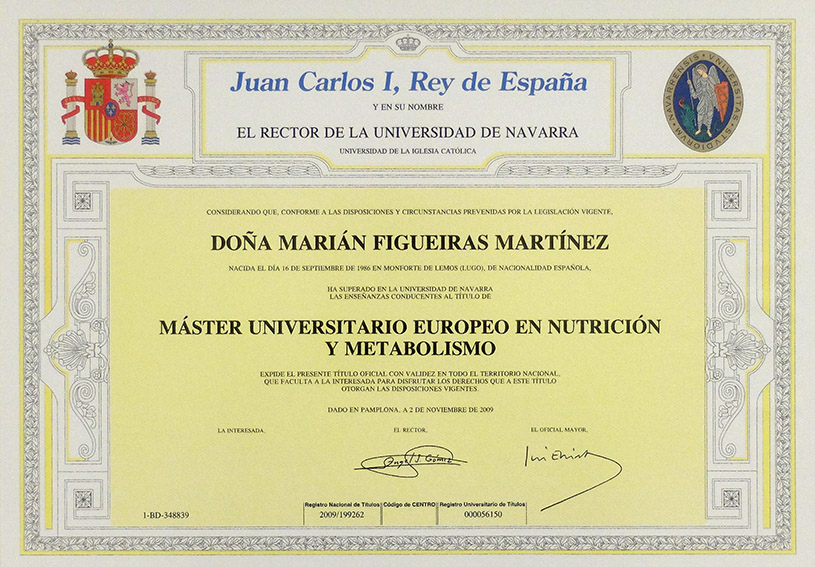 Juan Carlos I, Rey de España
Y EN SU NOMBRE
EL RECTOR DE LA UNIVERSIDAD DE NAVARRA
UNIVERSIDAD DE LA IGLESIA CATÓLICA
UNIVERSITAS STVDIORVM NAVARRENSIS
CONSIDERANDO QUE, CONFORME A LAS DISPOSICIONES Y CIRCUNSTANCIAS PREVENIDAS POR LA LEGISLACIÓN VIGENTE,
DOÑA MARIÁN FIGUEIRAS MARTÍNEZ
NACIDA EL DÍA 16 DE SEPTIEMBRE DE 1986 EN MONFORTE DE LEMOS (LUGO), DE NACIONALIDAD ESPAÑOLA,
HA SUPERADO EN LA UNIVERSIDAD DE NAVARRA
LAS ENSEÑANZAS CONDUCENTES AL TÍTULO DE
MÁSTER UNIVERSITARIO EUROPEO EN NUTRICIÓN
Y METABOLISMO
EXPIDE EL PRESENTE TÍTULO OFICIAL CON VALIDEZ EN TODO EL TERRITORIO NACIONAL,
QUE FACULTA A LA INTERESADA PARA DISFRUTAR LOS DERECHOS QUE A ESTE TÍTULO
OTORGAN LAS DISPOSICIONES VIGENTES.
DADO EN PAMPLONA, A 2 DE NOVIEMBRE DE 2009
LA INTERESADA, EL RECTOR, EL OFICIAL MAYOR,
1-BD-348839
Registro Nacional de Títulos Código de CENTRO Registro Universitario de Títulos
2009/199262 000056150